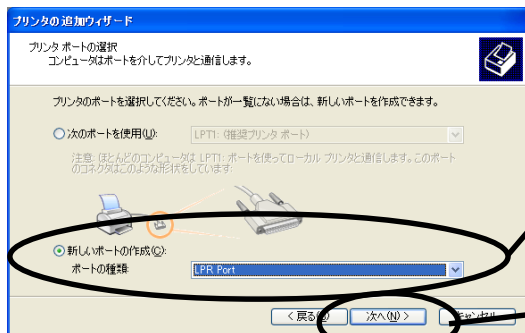 プリンタの追加ウィザード
プリンタ ポートの選択
コンピュータはポートを介してプリンタと通信します。
プリンタのポートを選択してください。ポートが一覧にない場合は、新しいポートを作成できます。
次のポートを使用(U):
LPT1: (推奨プリンタ ポート)
注意: ほとんどのコンピュータは LPT1: ポートを使ってローカル プリンタと通信します。このポート
のコネクタはこのような形状をしています:
新しいポートの作成(C):
ポートの種類:
LPR Port
< 戻る(B) 次へ(N) > キャンセル